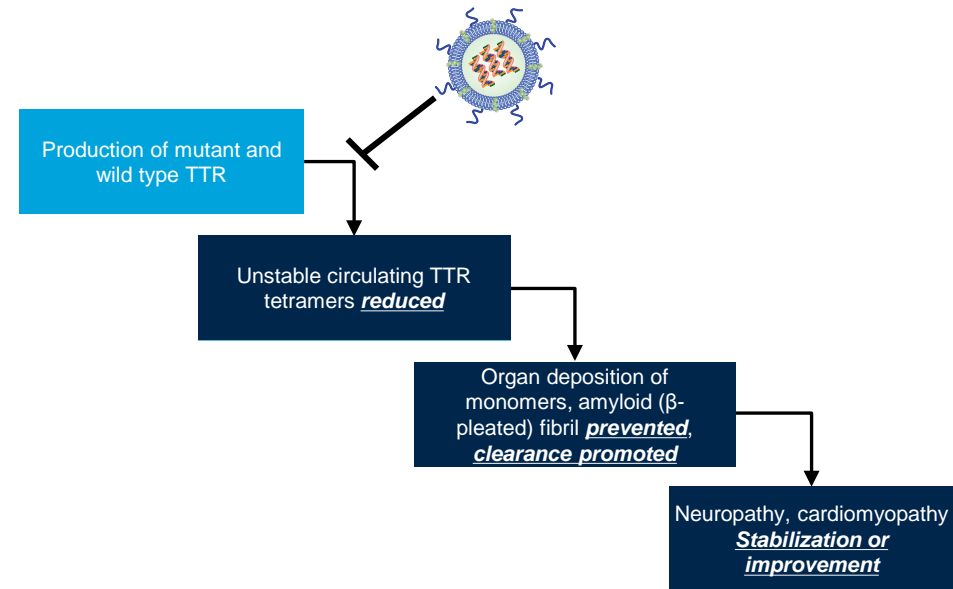 Production of mutant and
wild type TTR
Unstable circulating TTR
tetramers reduced
Organ deposition of
monomers, amyloid (β-
pleated) fibril prevented,
clearance promoted
Neuropathy, cardiomyopathy
Stabilization or
improvement